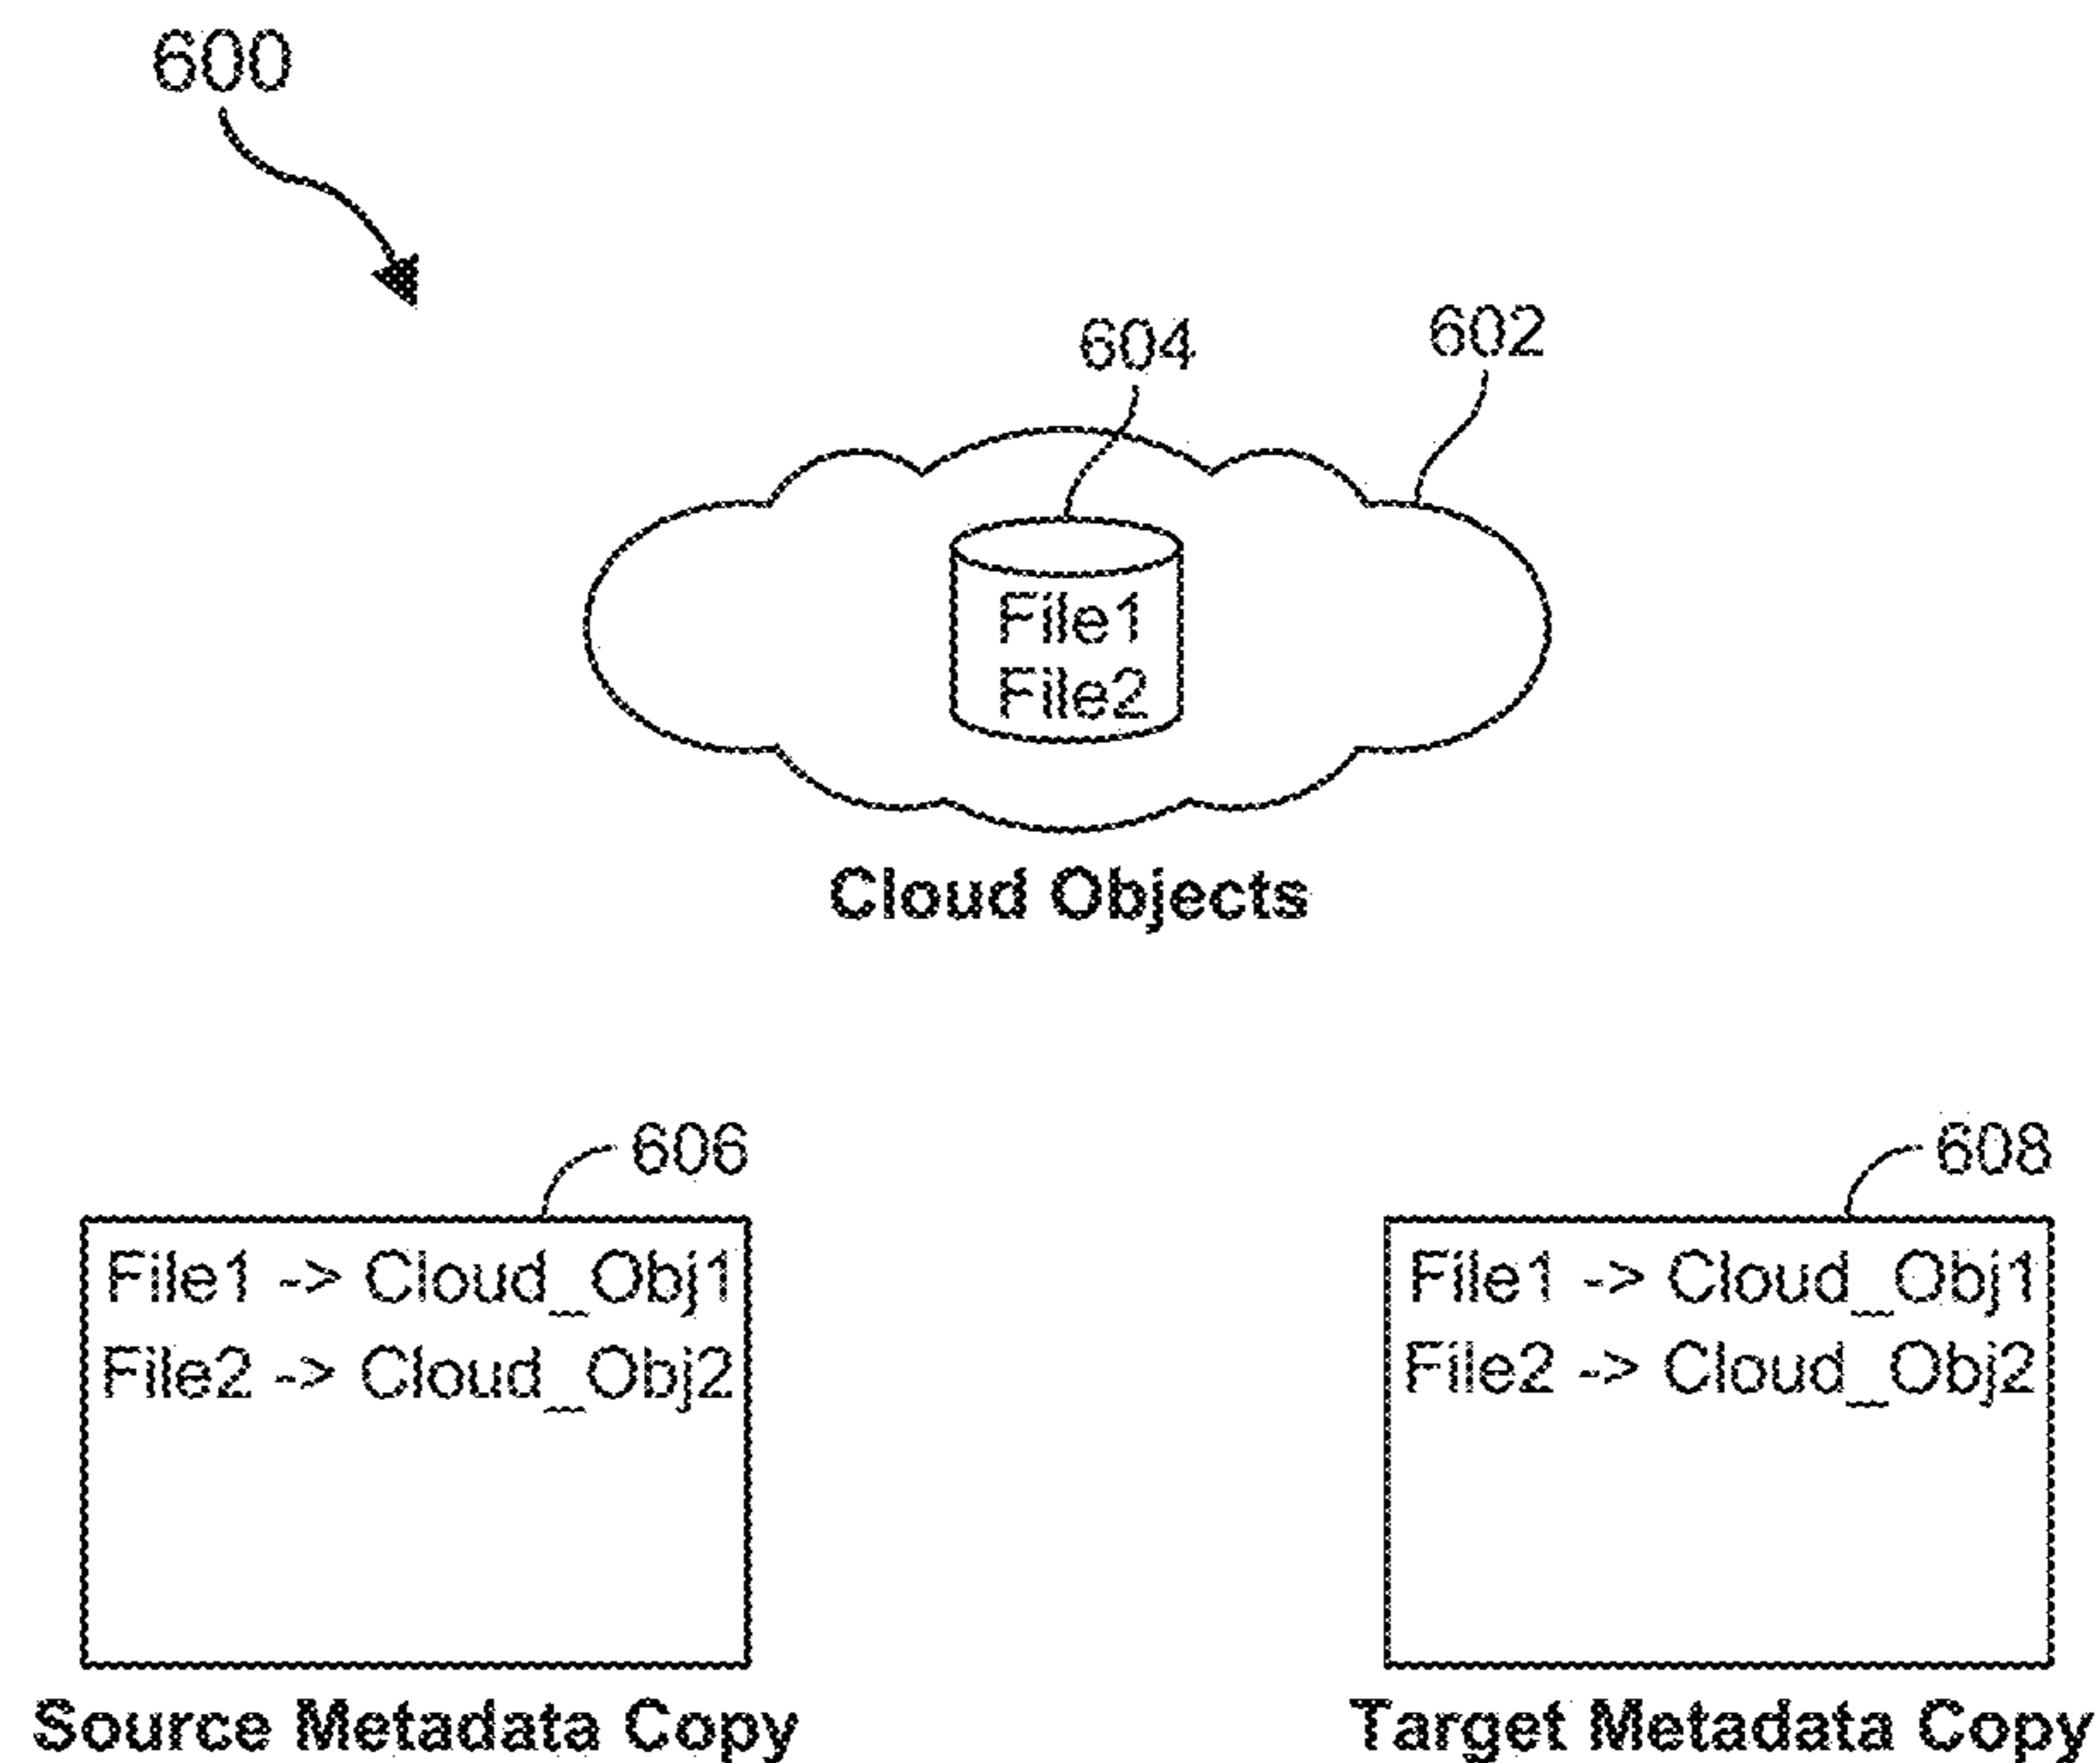 600
604
602
File1
File2
Cloud Objects
606
608
File1 -> Cloud_Obj1
File2 -> Cloud_Obj2
File1 -> Cloud_Obj1
File2 -> Cloud_Obj2
Source Metadata Copy
Target Metadata Copy